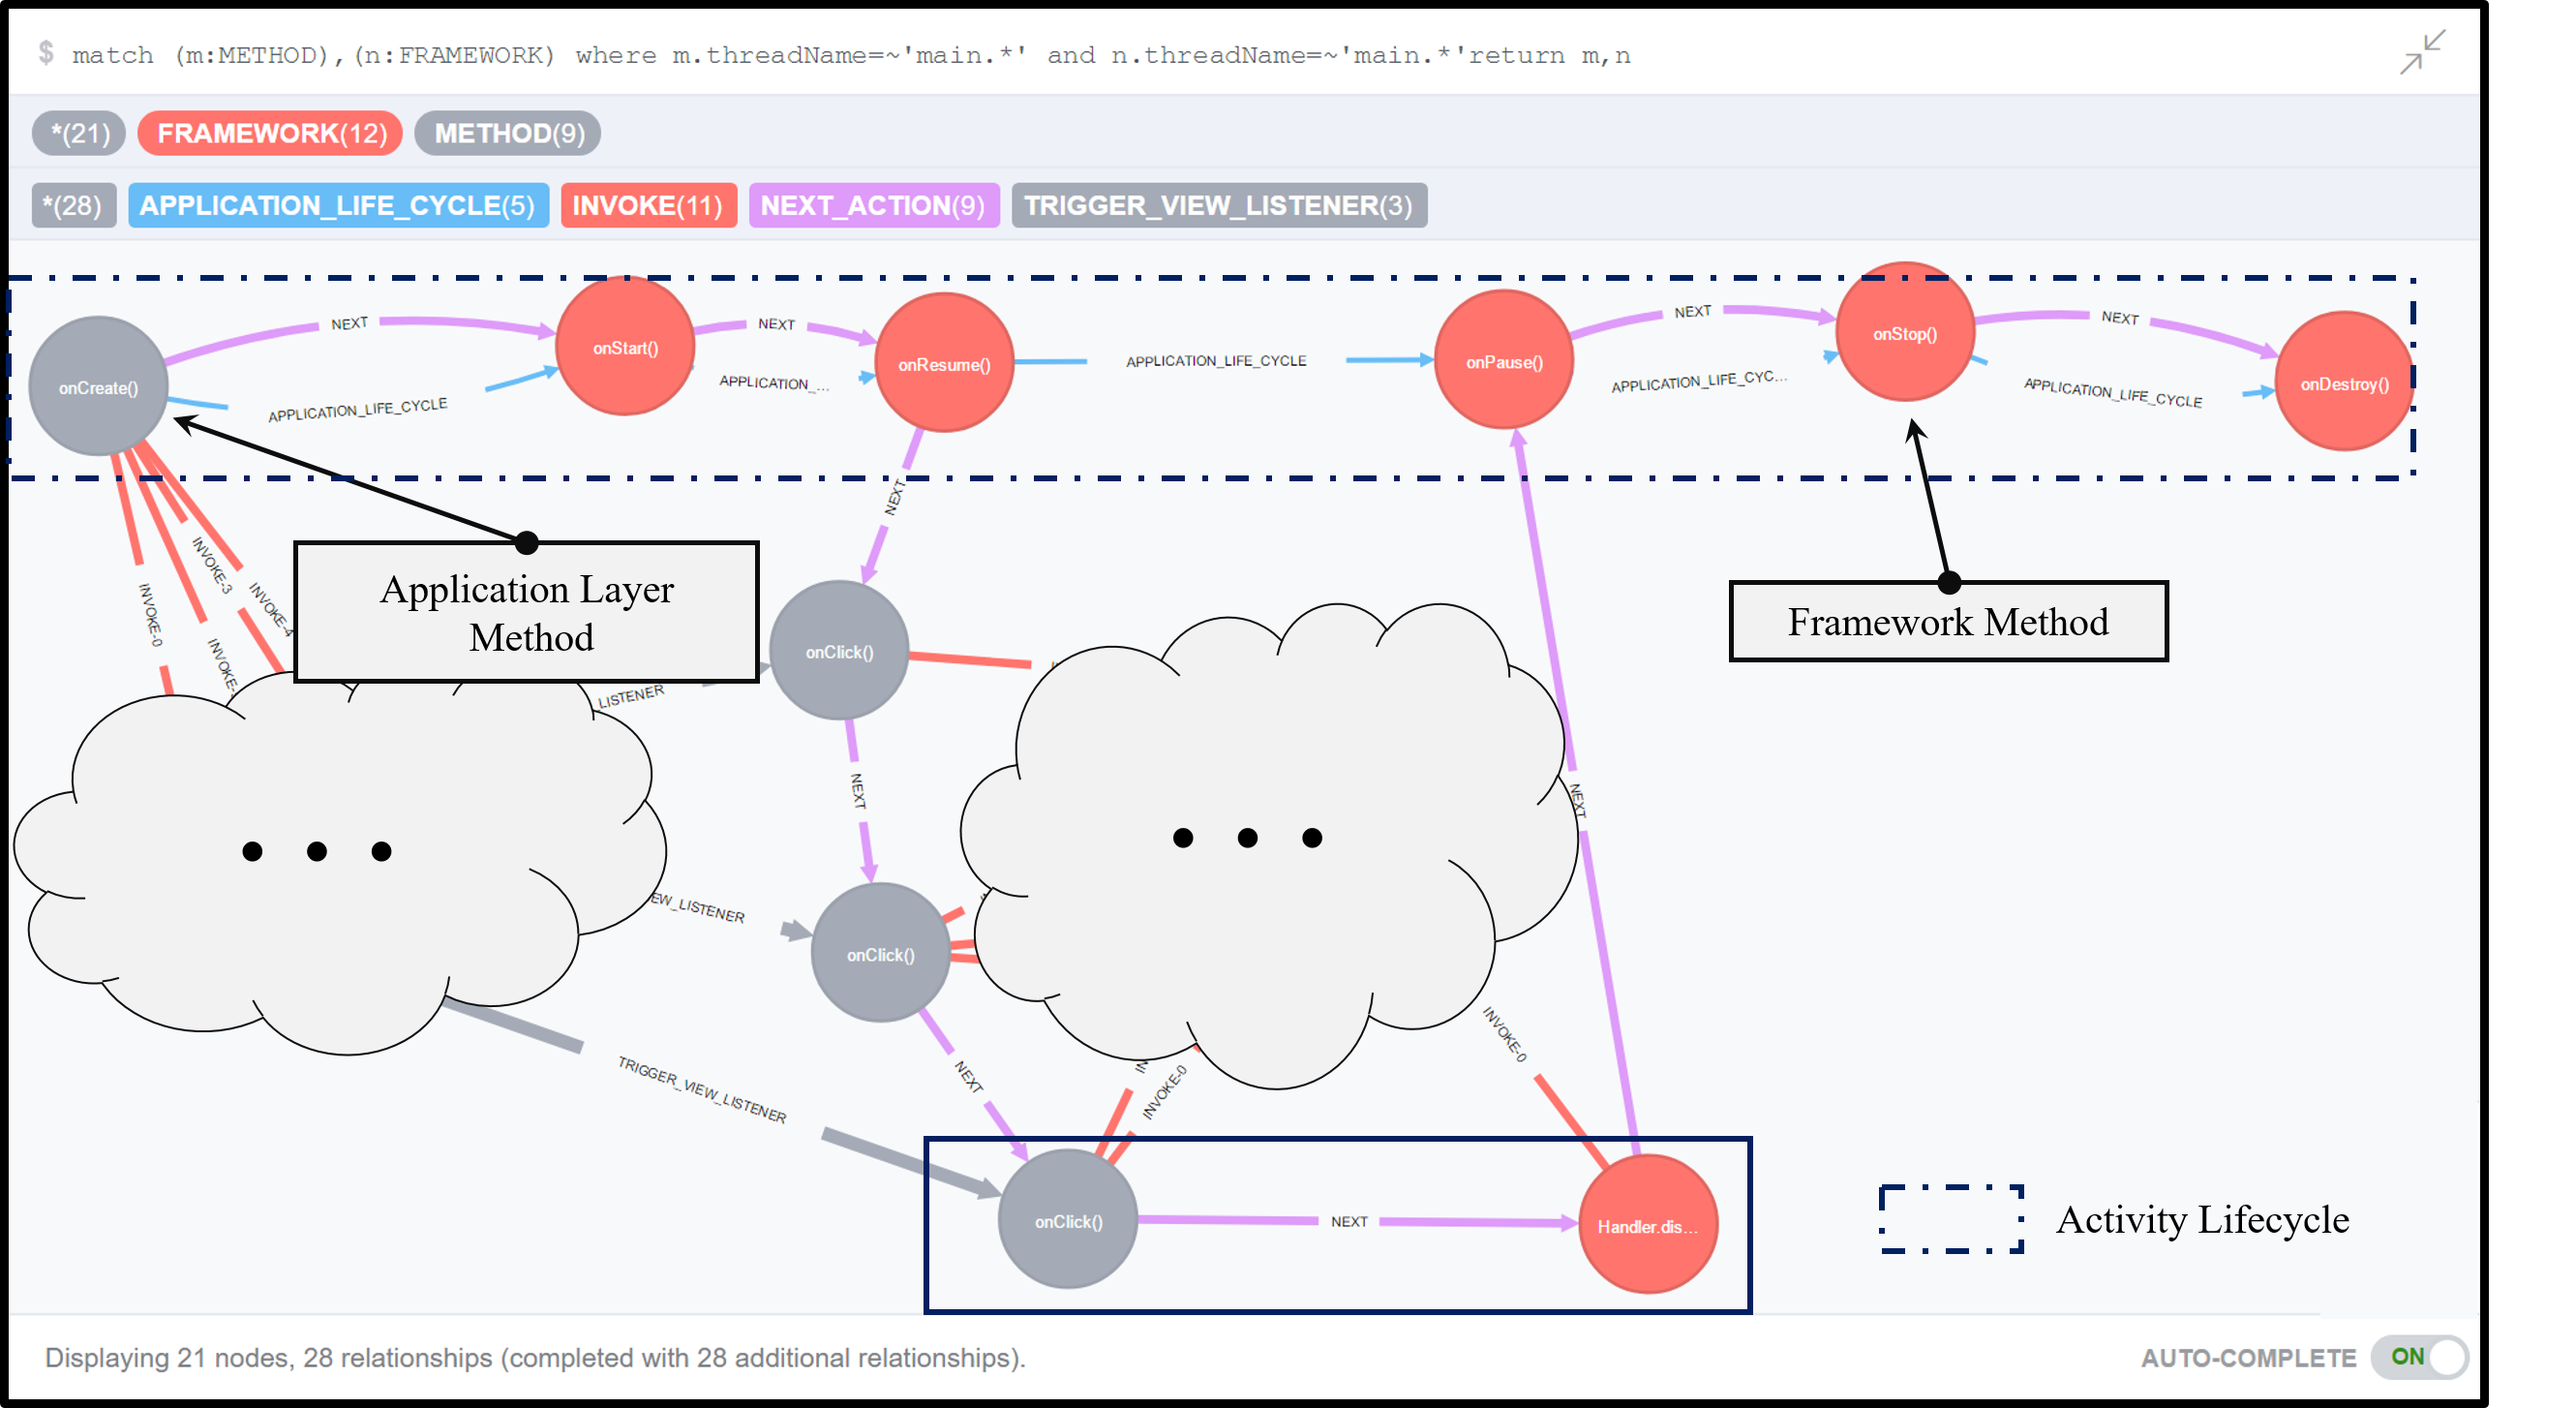 $ match (m:METHOD),(n:FRAMEWORK) where m.threadName=~'main.*' and n.threadName=~'main.*'return m,n
*(21) FRAMEWORK(12) METHOD(9)
*(28) APPLICATION_LIFE_CYCLE(5) INVOKE(11) NEXT_ACTION(9) TRIGGER_VIEW_LISTENER(3)
onCreate()
NEXT
APPLICATION_LIFE_CYCLE
onStart()
NEXT
APPLICATION_...
onResume()
APPLICATION_LIFE_CYCLE
onPause()
NEXT
APPLICATION_LIFE_CYC...
onStop()
NEXT
APPLICATION_LIFE_CYCLE
onDestroy()
NEXT
INVOKE-0
INVOKE-
INVOKE-3
INVOKE-4
Application Layer
Method
Framework Method
LISTENER
onClick()
NEXT
NEXT
EW_LISTENER
onClick()
NEXT
TRIGGER_VIEW_LISTENER
IN
INVOKE-0
INVOKE-0
onClick()
NEXT
Handler.dis...
Activity Lifecycle
Displaying 21 nodes, 28 relationships (completed with 28 additional relationships).
AUTO-COMPLETE ON